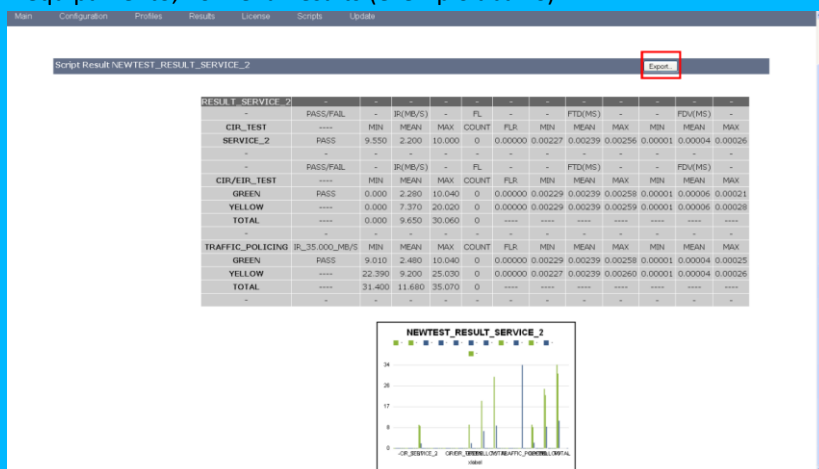 Main Configuration Profiles Results License Scripts Update
Script Result NEWTEST_RESULT_SERVICE_2 Export...
RESULT_SERVICE_2 - - - - - - - - - - - -
- PASS/FAIL - IR(MB/S) - FL - - FTD(MS) - - FDV(MS) -
CIR_TEST ---- MIN MEAN MAX COUNT FLR MIN MEAN MAX MIN MEAN MAX
SERVICE_2 PASS 9.550 2.200 10.000 0 0.00000 0.00227 0.00239 0.00256 0.00001 0.00004 0.00026
- - - - - - - - - - - - -
- PASS/FAIL - IR(MB/S) - FL - - FTD(MS) - - FDV(MS) -
CIR/EIR_TEST ---- MIN MEAN MAX COUNT FLR MIN MEAN MAX MIN MEAN MAX
GREEN PASS 0.000 2.280 10.040 0 0.00000 0.00229 0.00239 0.00258 0.00001 0.00006 0.00021
YELLOW ---- 0.000 7.370 20.020 0 0.00000 0.00229 0.00239 0.00259 0.00001 0.00006 0.00028
TOTAL ---- 0.000 9.650 30.060 0 ---- ---- ---- ---- ---- ---- ----
- - - - - - - - - - - - -
TRAFFIC_POLICING IR_35.000_MB/S MIN MEAN MAX COUNT FLR MIN MEAN MAX MIN MEAN MAX
GREEN PASS 9.010 2.480 10.040 0 0.00000 0.00229 0.00239 0.00258 0.00001 0.00004 0.00025
YELLOW ---- 22.390 9.200 25.030 0 0.00000 0.00227 0.00239 0.00260 0.00001 0.00004 0.00026
TOTAL ---- 31.400 11.680 35.070 0 ---- ---- ---- ---- ---- ---- ----
- - - - - - - - - - - - -
NEWTEST_RESULT_SERVICE_2
- - - - - - - - - -
-
34
17
0